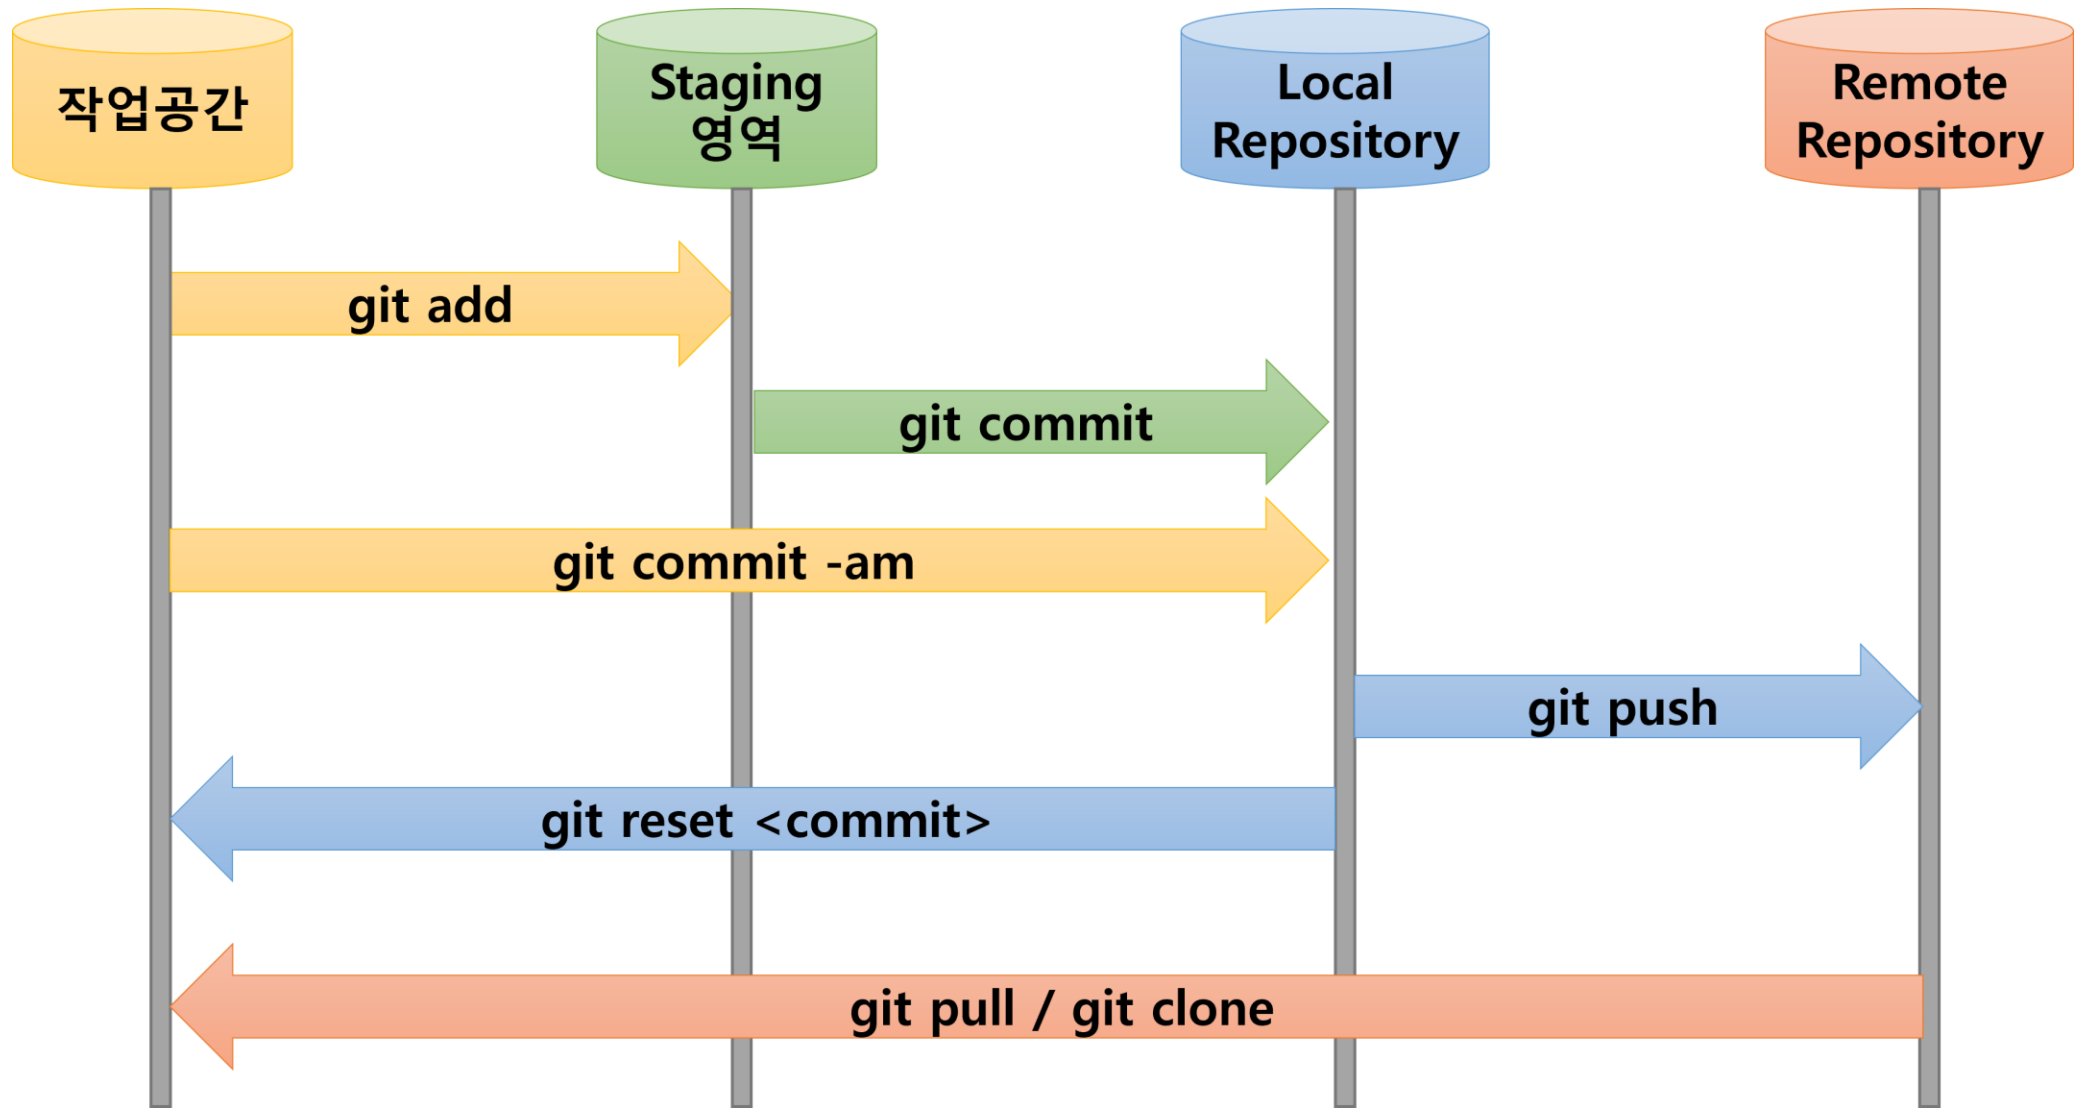 작업공간
Staging
영역
Local
Repository
Remote
Repository
git add
git commit
git commit -am
git push
git reset <commit>
git pull / git clone